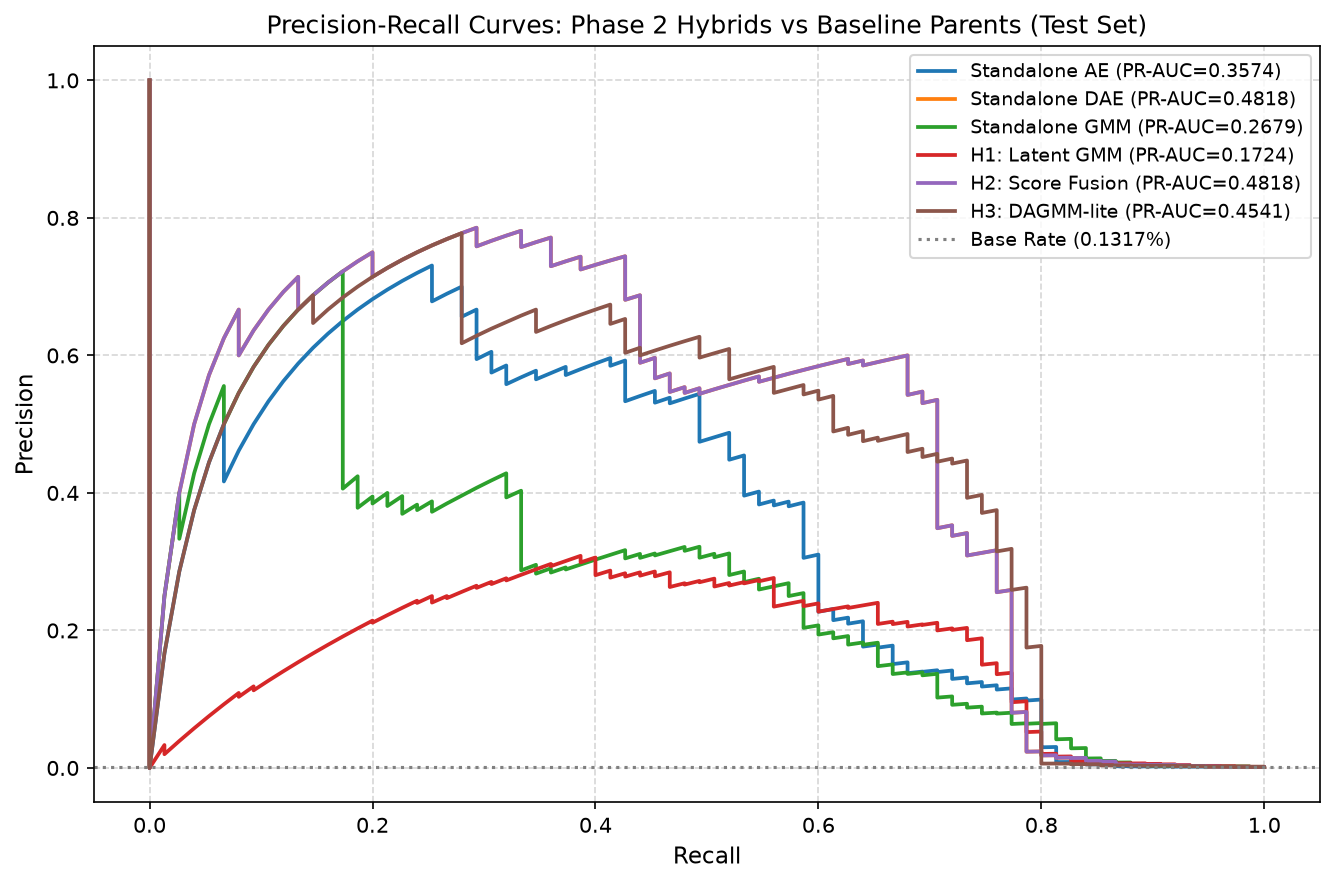 Precision-Recall Curves: Phase 2 Hybrids vs Baseline Parents (Test Set)
Standalone AE (PR-AUC=0.3574)
Standalone DAE (PR-AUC=0.4818)
Standalone GMM (PR-AUC=0.2679)
H1: Latent GMM (PR-AUC=0.1724)
H2: Score Fusion (PR-AUC=0.4818)
H3: DAGMM-lite (PR-AUC=0.4541)
Base Rate (0.1317%)
Precision
1.0
0.8
0.6
0.4
0.2
0.0
0.0 0.2 0.4 0.6 0.8 1.0
Recall